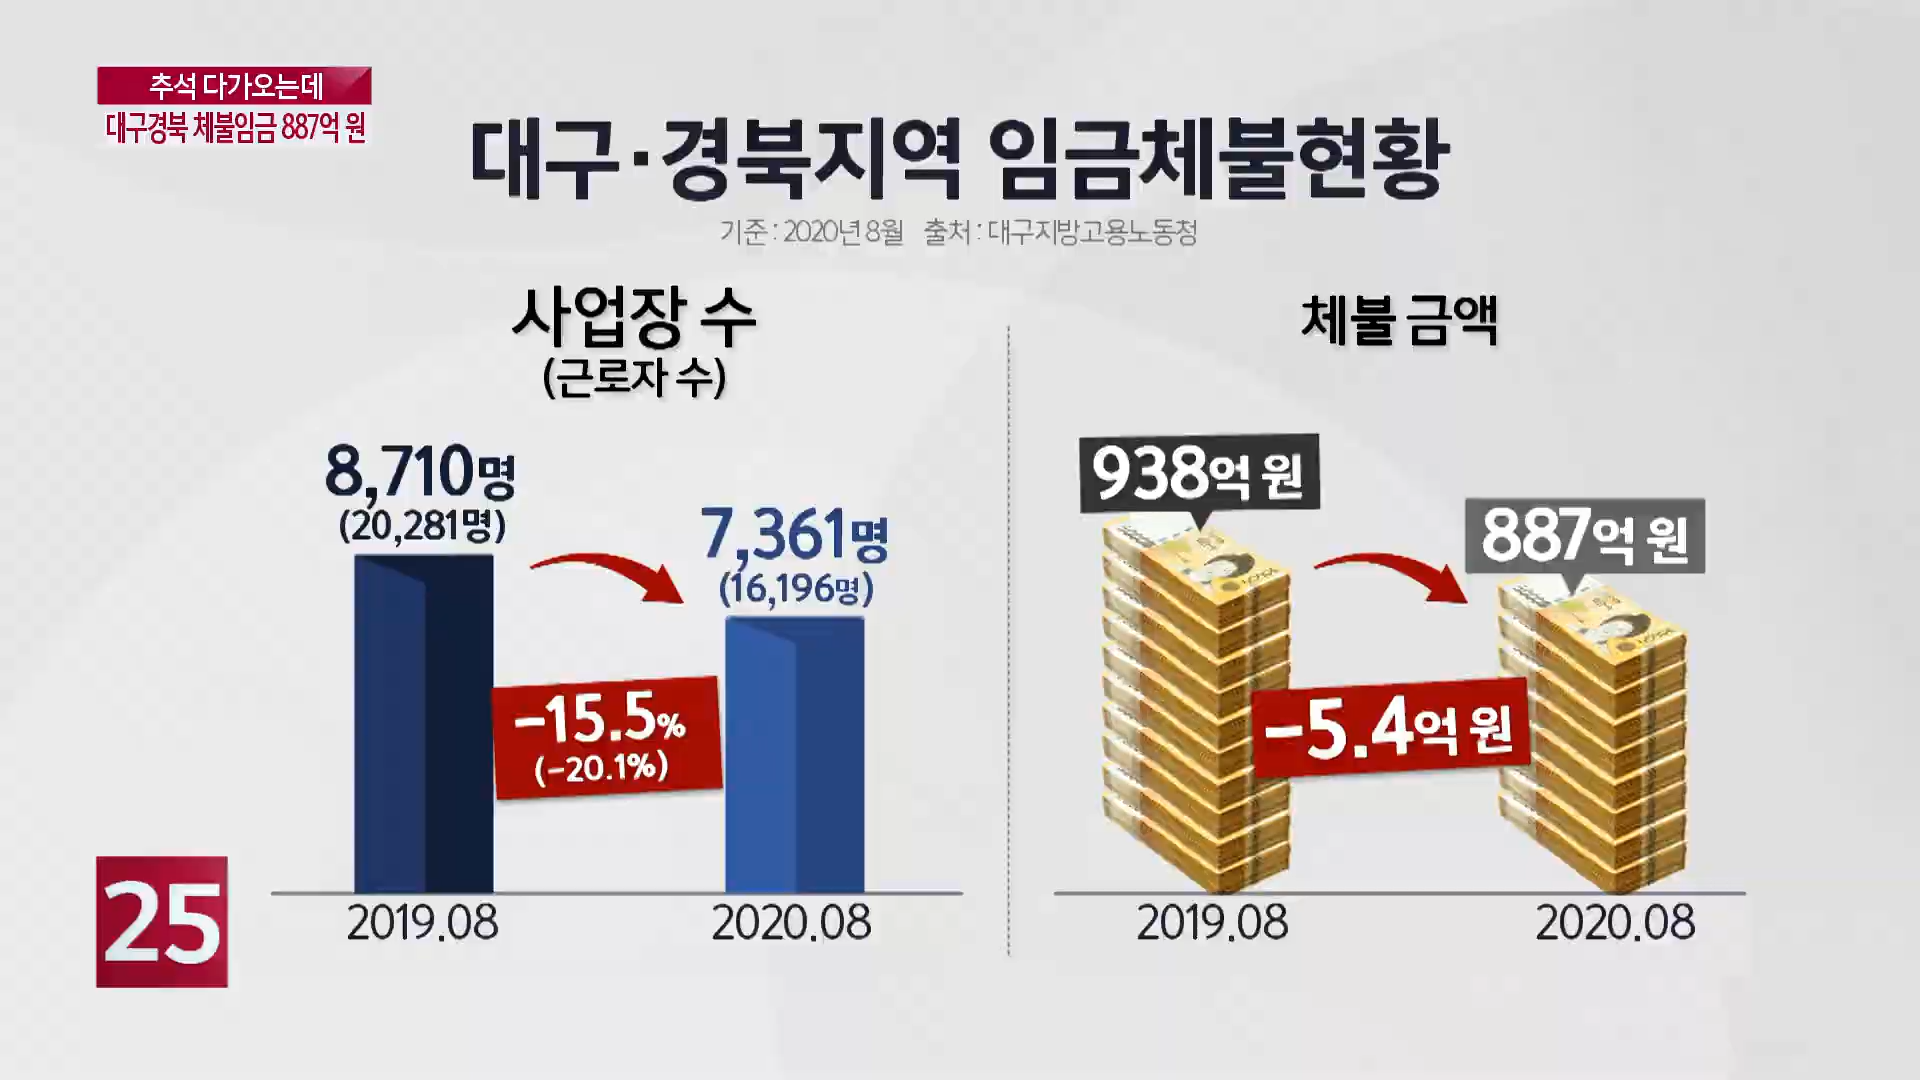 추석 다가오는데
대구경북 체불임금 887억 원
대구·경북지역 임금체불현황
기준 : 2020년 8월 출처 : 대구지방고용노동청
사업장 수
(근로자 수)
8,710명
(20,281명)
7,361명
(16,196명)
-15.5%
(-20.1%)
2019.08
2020.08
체불 금액
938억 원
887억 원
-5.4억 원
2019.08
2020.08
25